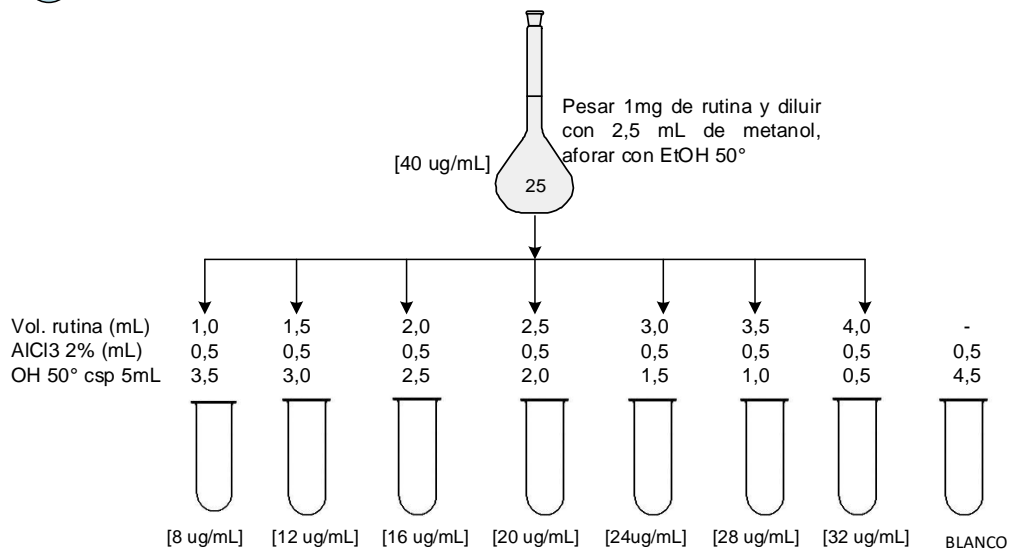 Pesar 1mg de rutina y diluir
con 2,5 mL de metanol,
aforar con EtOH 50°
[40 ug/mL]
25
Vol. rutina (mL) 1,0 1,5 2,0 2,5 3,0 3,5 4,0 -
AlCl3 2% (mL) 0,5 0,5 0,5 0,5 0,5 0,5 0,5 0,5
OH 50° csp 5mL 3,5 3,0 2,5 2,0 1,5 1,0 0,5 4,5
[8 ug/mL] [12 ug/mL] [16 ug/mL] [20 ug/mL] [24ug/mL] [28 ug/mL] [32 ug/mL] BLANCO